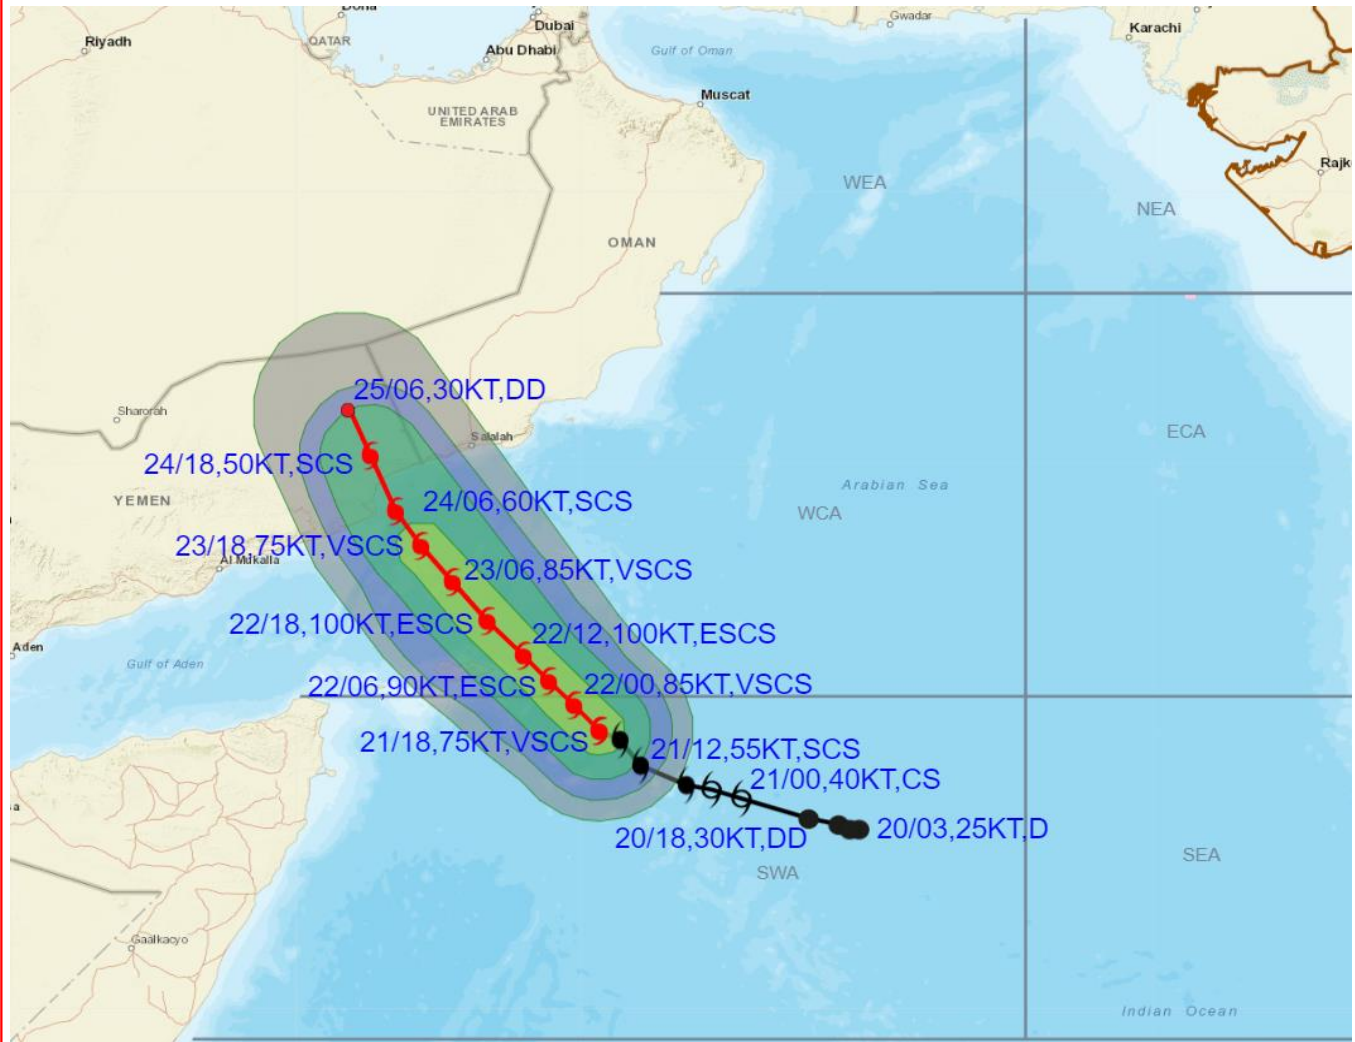 Doha
Gwadar
Dubai
Karachi
Riyadh
QATAR
Abu Dhabi
Gulf of Oman
Muscat
UNITED ARAB
EMIRATES
Rajk
WEA
NEA
OMAN
25/06,30KT,DD
Sharorah
Salalah
ECA
24/18,50KT,SCS
Arabian Sea
YEMEN
24/06,60KT,SCS
WCA
23/18,75KT,VSCS
Al Mukalla
23/06,85KT,VSCS
22/18,100KT,ESCS
22/12,100KT,ESCS
Aden
Gulf of Aden
22/06,90KT,ESCS
22/00,85KT,VSCS
21/18,75KT,VSCS
21/12,55KT,SCS
21/00,40KT,CS
20/18,30KT,DD
20/03,25KT,D
SWA
SEA
Gaalkacyo
Indian Ocean